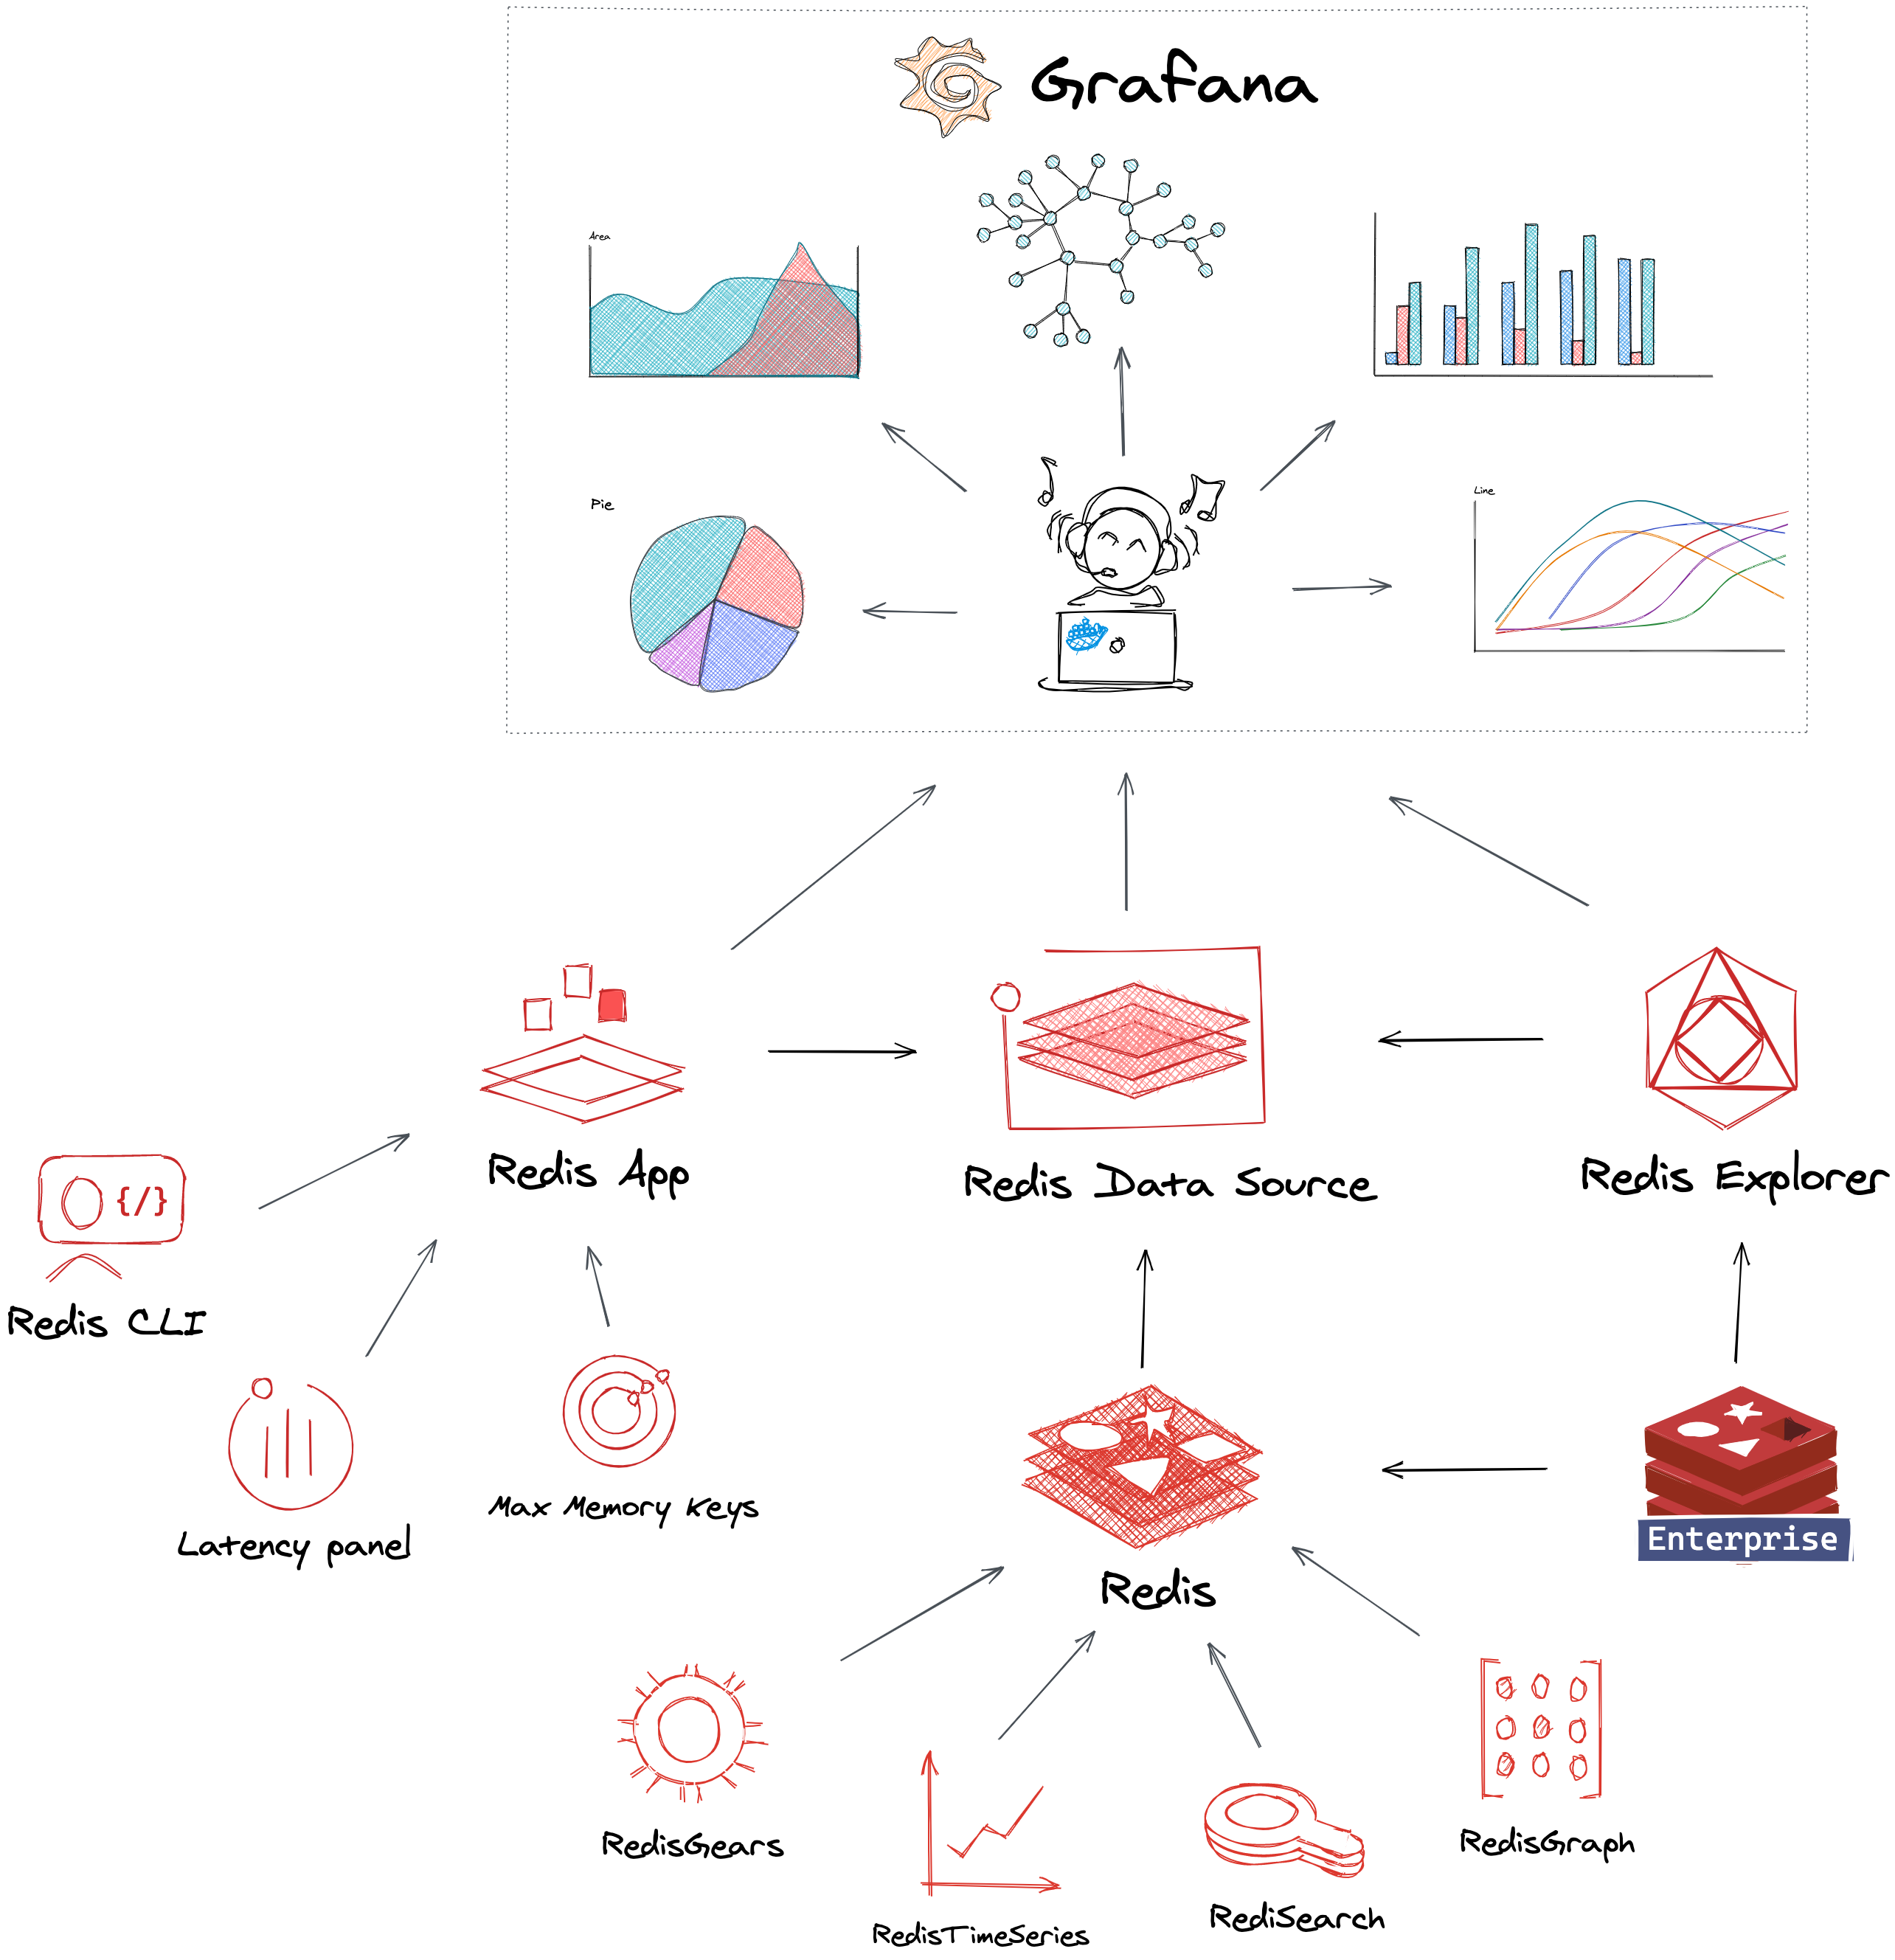 Grafana
Area
Pie
Line
Redis App
Redis Data Source
Redis Explorer
{/}
Redis CLI
Latency panel
Max Memory Keys
Redis
Enterprise
RedisGears
RedisTimeSeries
RediSearch
RedisGraph